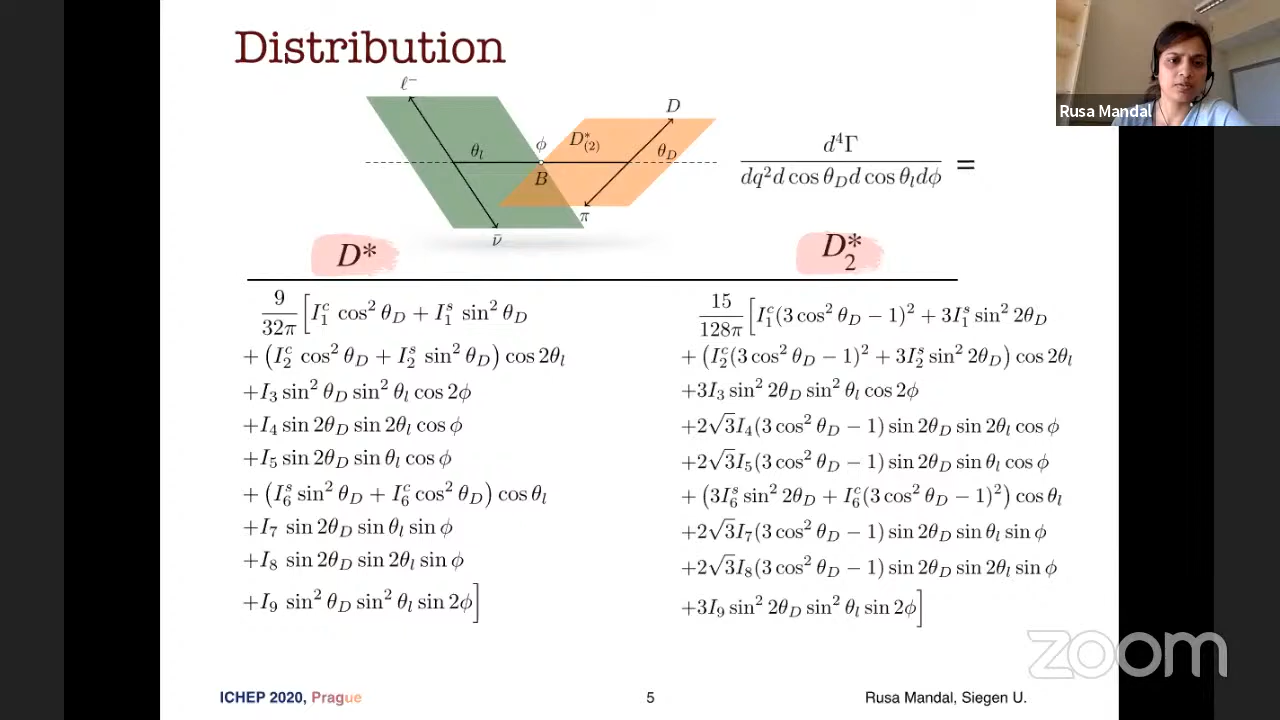 Distribution
Rusa Mandal
ℓ⁻
D
θ_l
ϕ
D*_(2)
θ_D
B
π
ν̄
d⁴Γ / dq²d cos θ_D d cos θ_l dϕ =
D*
D*_2
9/32π [I_1^c cos² θ_D + I_1^s sin² θ_D
+ (I_2^c cos² θ_D + I_2^s sin² θ_D) cos 2θ_l
+I_3 sin² θ_D sin² θ_l cos 2ϕ
+I_4 sin 2θ_D sin 2θ_l cos ϕ
+I_5 sin 2θ_D sin θ_l cos ϕ
+ (I_6^s sin² θ_D + I_6^c cos² θ_D) cos θ_l
+I_7 sin 2θ_D sin θ_l sin ϕ
+I_8 sin 2θ_D sin 2θ_l sin ϕ
+I_9 sin² θ_D sin² θ_l sin 2ϕ]
15/128π [I_1^c(3 cos² θ_D − 1)² + 3I_1^s sin² 2θ_D
+ (I_2^c(3 cos² θ_D − 1)² + 3I_2^s sin² 2θ_D) cos 2θ_l
+3I_3 sin² 2θ_D sin² θ_l cos 2ϕ
+2√3I_4(3 cos² θ_D − 1) sin 2θ_D sin 2θ_l cos ϕ
+2√3I_5(3 cos² θ_D − 1) sin 2θ_D sin θ_l cos ϕ
+ (3I_6^s sin² 2θ_D + I_6^c(3 cos² θ_D − 1)²) cos θ_l
+2√3I_7(3 cos² θ_D − 1) sin 2θ_D sin θ_l sin ϕ
+2√3I_8(3 cos² θ_D − 1) sin 2θ_D sin 2θ_l sin ϕ
+3I_9 sin² 2θ_D sin² θ_l sin 2ϕ]
zoom
ICHEP 2020, Prague
5
Rusa Mandal, Siegen U.